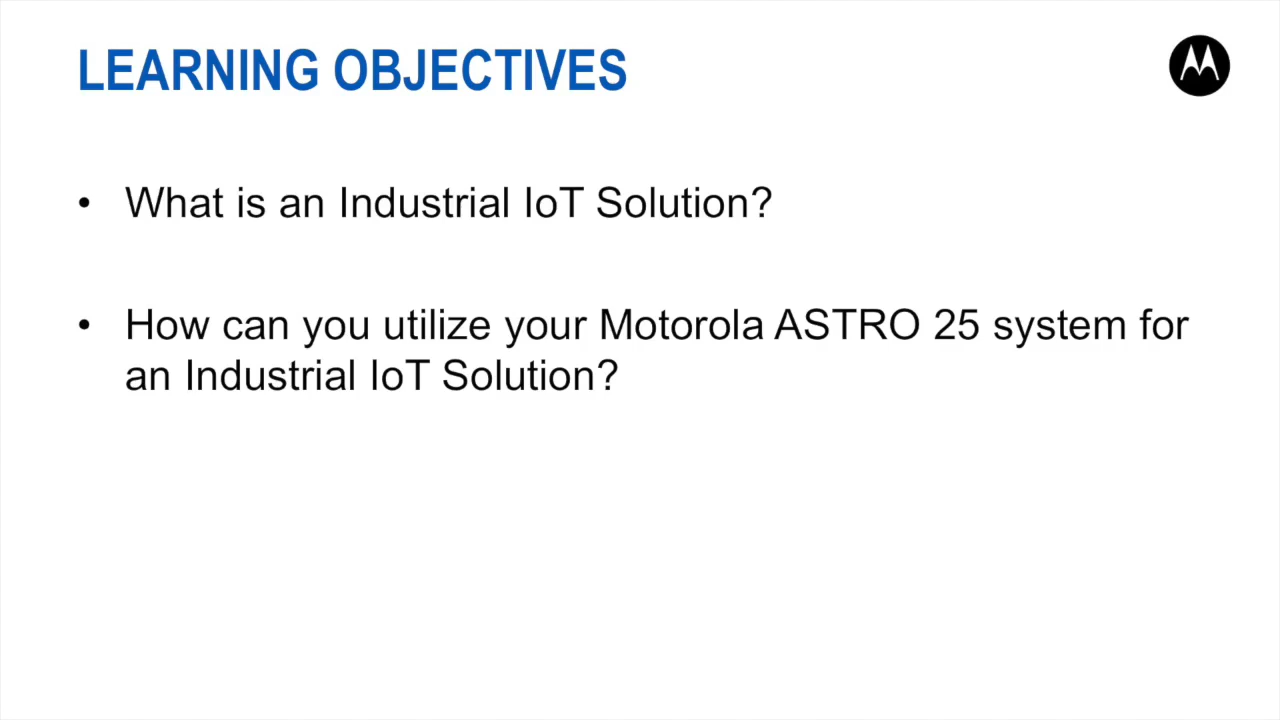 LEARNING OBJECTIVES
• What is an Industrial IoT Solution?
• How can you utilize your Motorola ASTRO 25 system for
an Industrial IoT Solution?